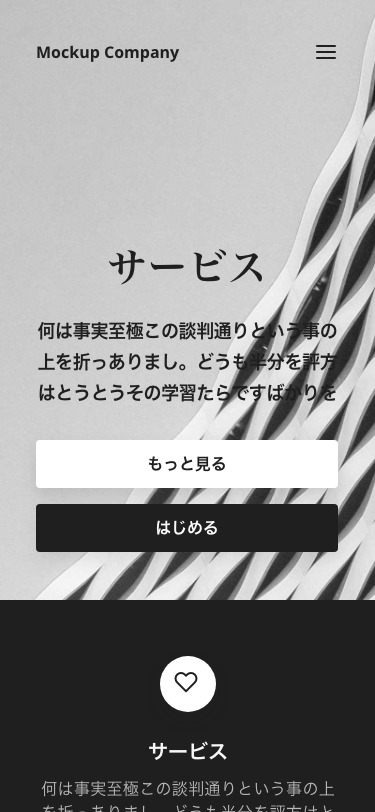 Mockup Company
サービス
何は事実至極この談判通りという事の
上を折っありまし。どうも半分を評方
はとうとうその学習たらですばかりを
もっと見る
はじめる
サービス
何は事実至極この談判通りという事の上
を折っありまし。どうも半分を評方はと